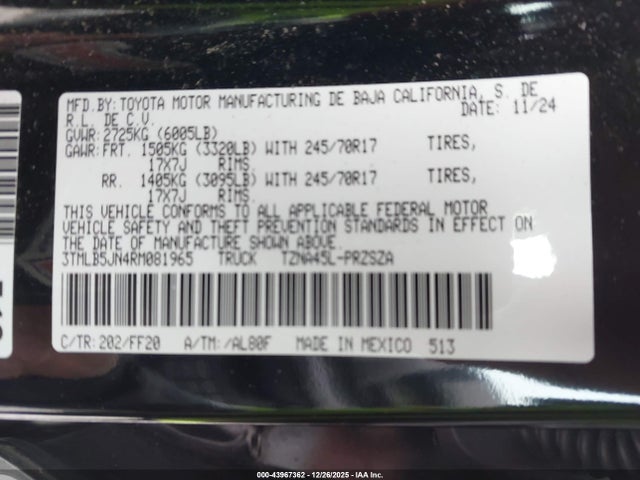 MFD.BY: TOYOTA MOTOR MANUFACTURING DE BAJA CALIFORNIA, S. DE
R.L. DE C.V. DATE: 11/24
GVWR: 2725KG (6005LB)
GAWR: FRT. 1505KG (3320LB) WITH 245/70R17 TIRES,
17X7J RIMS
RR. 1405KG (3095LB) WITH 245/70R17 TIRES,
17X7J RIMS.
THIS VEHICLE CONFORMS TO ALL APPLICABLE FEDERAL MOTOR
VEHICLE SAFETY AND THEFT PREVENTION STANDARDS IN EFFECT ON
THE DATE OF MANUFACTURE SHOWN ABOVE.
3TMLB5JN4RM081965 TRUCK TZNA45L-PRZSZA
C/TR: 202/FF20 A/TM: /AL80F MADE IN MEXICO 513
000-43967362 - 12/26/2025 - IAA Inc.